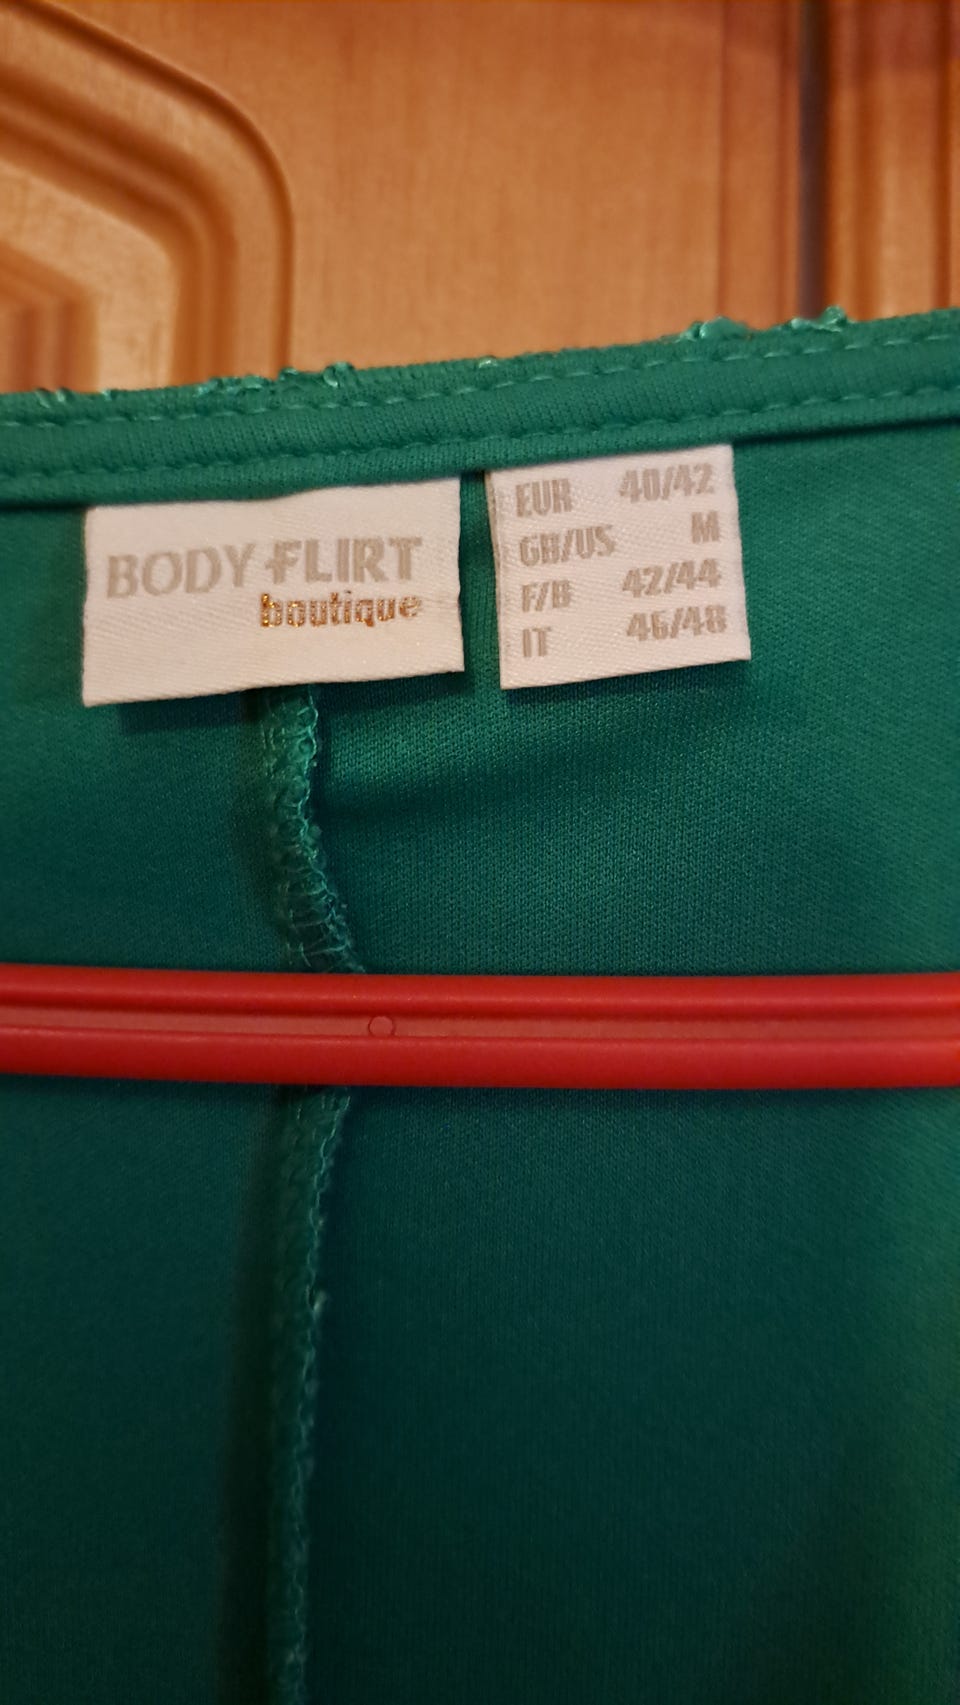 BODY FLIRT
boutique
EUR 40/42
GB/US M
F/B 42/44
IT 46/48